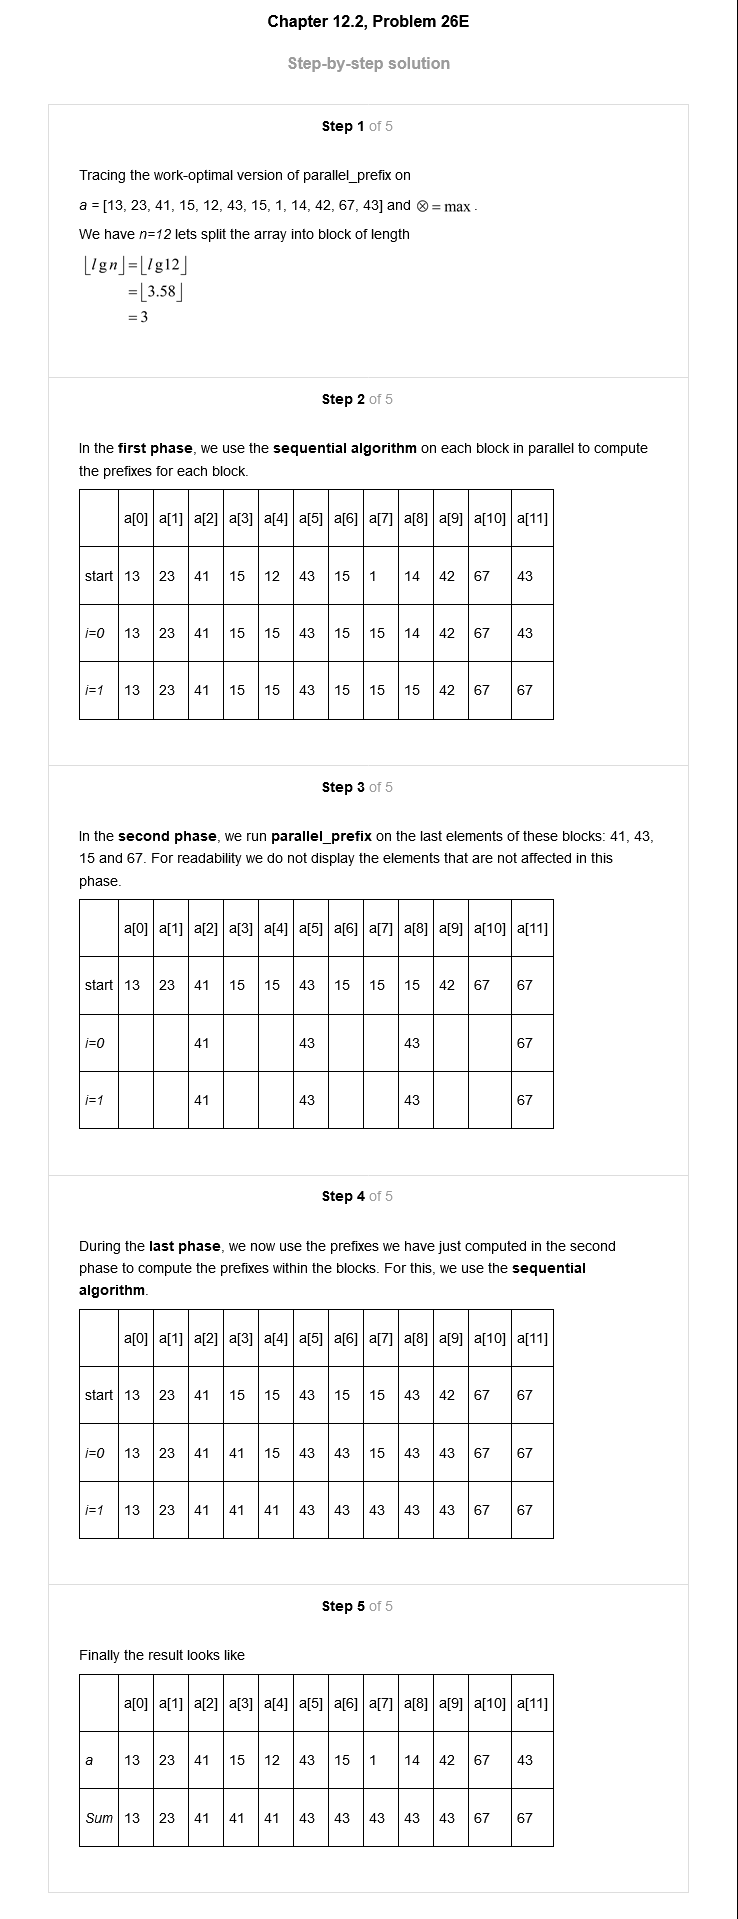 Chapter 12.2, Problem 26E
Step-by-step solution
Step 1 of 5
Tracing the work-optimal version of parallel_prefix on
a = [13, 23, 41, 15, 12, 43, 15, 1, 14, 42, 67, 43] and ⊗ = max .
We have n=12 lets split the array into block of length
⌊lg n⌋ = ⌊lg12⌋
= ⌊3.58⌋
= 3
Step 2 of 5
In the first phase, we use the sequential algorithm on each block in parallel to compute
the prefixes for each block.
a[0] a[1] a[2] a[3] a[4] a[5] a[6] a[7] a[8] a[9] a[10] a[11]
start 13 23 41 15 12 43 15 1 14 42 67 43
i=0 13 23 41 15 15 43 15 15 14 42 67 43
i=1 13 23 41 15 15 43 15 15 15 42 67 67
Step 3 of 5
In the second phase, we run parallel_prefix on the last elements of these blocks: 41, 43,
15 and 67. For readability we do not display the elements that are not affected in this
phase.
a[0] a[1] a[2] a[3] a[4] a[5] a[6] a[7] a[8] a[9] a[10] a[11]
start 13 23 41 15 15 43 15 15 15 42 67 67
i=0 41 43 43 67
i=1 41 43 43 67
Step 4 of 5
During the last phase, we now use the prefixes we have just computed in the second
phase to compute the prefixes within the blocks. For this, we use the sequential
algorithm.
a[0] a[1] a[2] a[3] a[4] a[5] a[6] a[7] a[8] a[9] a[10] a[11]
start 13 23 41 15 15 43 15 15 43 42 67 67
i=0 13 23 41 41 15 43 43 15 43 43 67 67
i=1 13 23 41 41 41 43 43 43 43 43 67 67
Step 5 of 5
Finally the result looks like
a[0] a[1] a[2] a[3] a[4] a[5] a[6] a[7] a[8] a[9] a[10] a[11]
a 13 23 41 15 12 43 15 1 14 42 67 43
Sum 13 23 41 41 41 43 43 43 43 43 67 67